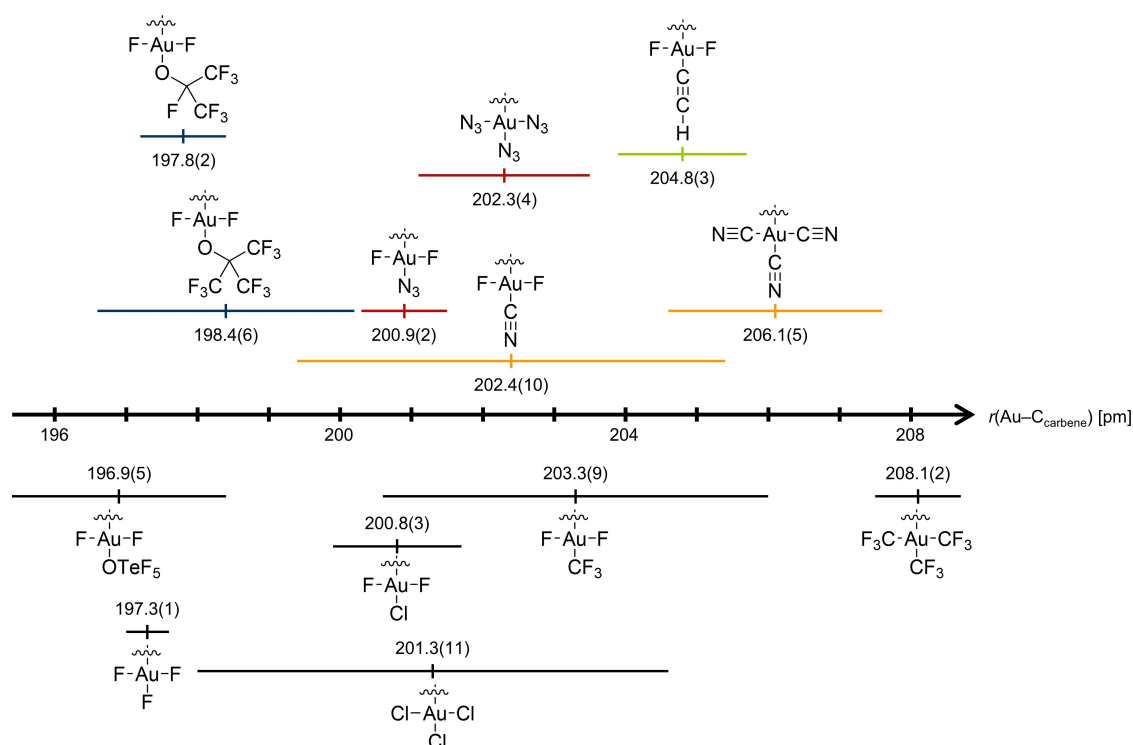 F-Au-F
O
CF3
F
CF3
197.8(2)
N3-Au-N3
N3
202.3(4)
F-Au-F
C
C
H
204.8(3)
F-Au-F
O
CF3
F3C CF3
198.4(6)
F-Au-F
N3
200.9(2)
F-Au-F
C
N
202.4(10)
N≡C-Au-C≡N
C
N
206.1(5)
196 200 204 208
r(Au–Ccarbene) [pm]
196.9(5)
F-Au-F
OTeF5
200.8(3)
F-Au-F
Cl
203.3(9)
F-Au-F
CF3
208.1(2)
F3C-Au-CF3
CF3
197.3(1)
F-Au-F
F
201.3(11)
Cl-Au-Cl
Cl